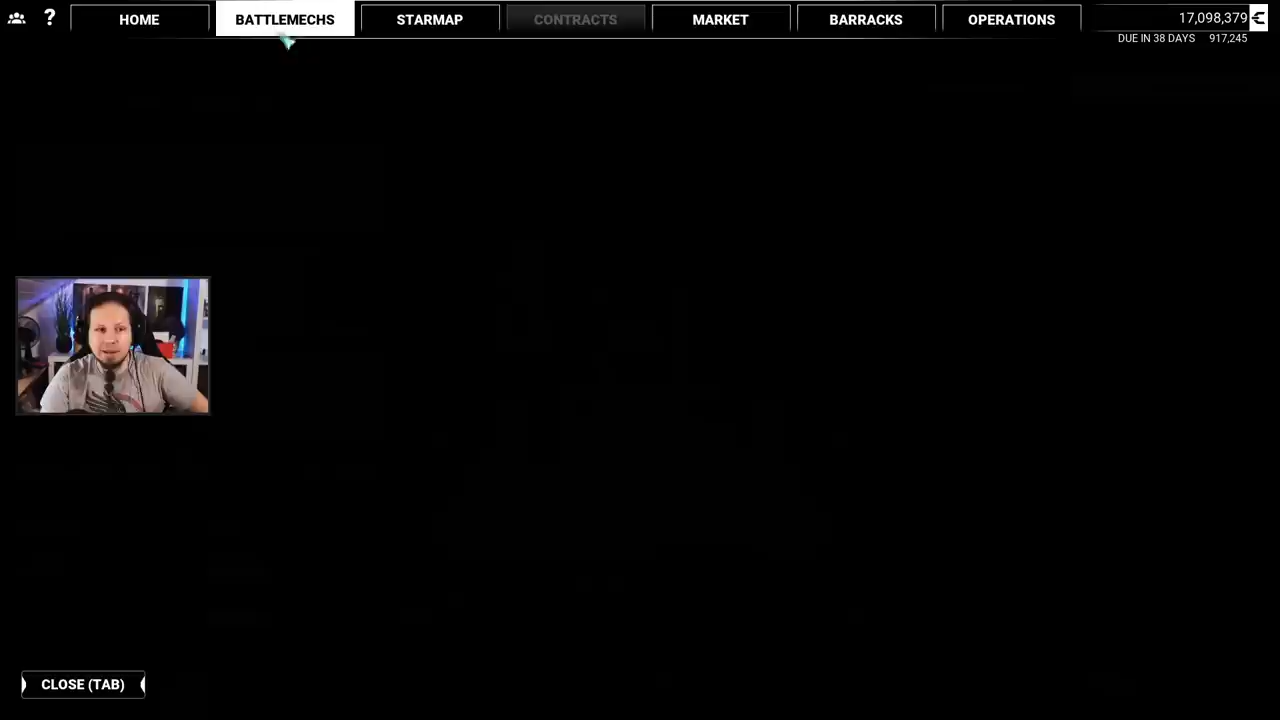 ?
HOME
BATTLEMECHS
STARMAP
CONTRACTS
MARKET
BARRACKS
OPERATIONS
17,098,379
DUE IN 38 DAYS 917,245
CLOSE (TAB)